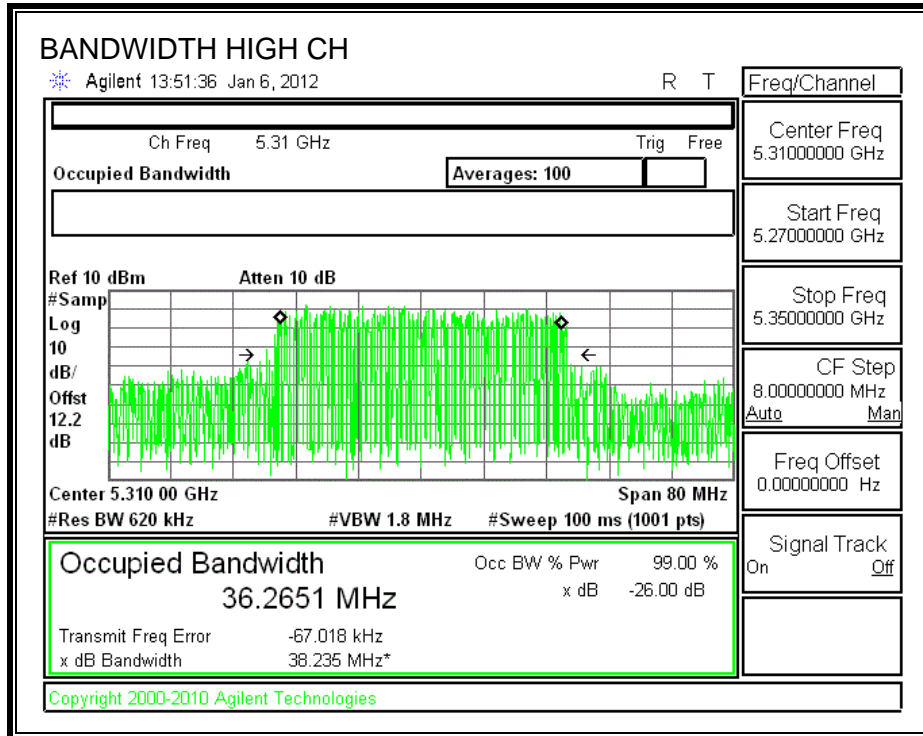 BANDWIDTH HIGH CH
Agilent 13:51:36 Jan 6, 2012 R T
Ch Freq 5.31 GHz Trig Free
Occupied Bandwidth Averages: 100
Ref 10 dBm Atten 10 dB
#Samp
Log
10
dB/
Offst
12.2
dB
Center 5.310 00 GHz Span 80 MHz
#Res BW 620 kHz #VBW 1.8 MHz #Sweep 100 ms (1001 pts)
Occupied Bandwidth Occ BW % Pwr 99.00 %
36.2651 MHz x dB -26.00 dB
Transmit Freq Error -67.018 kHz
x dB Bandwidth 38.235 MHz*
Copyright 2000-2010 Agilent Technologies
Freq/Channel
Center Freq
5.31000000 GHz
Start Freq
5.27000000 GHz
Stop Freq
5.35000000 GHz
CF Step
8.00000000 MHz
Auto Man
Freq Offset
0.00000000 Hz
Signal Track
On Off